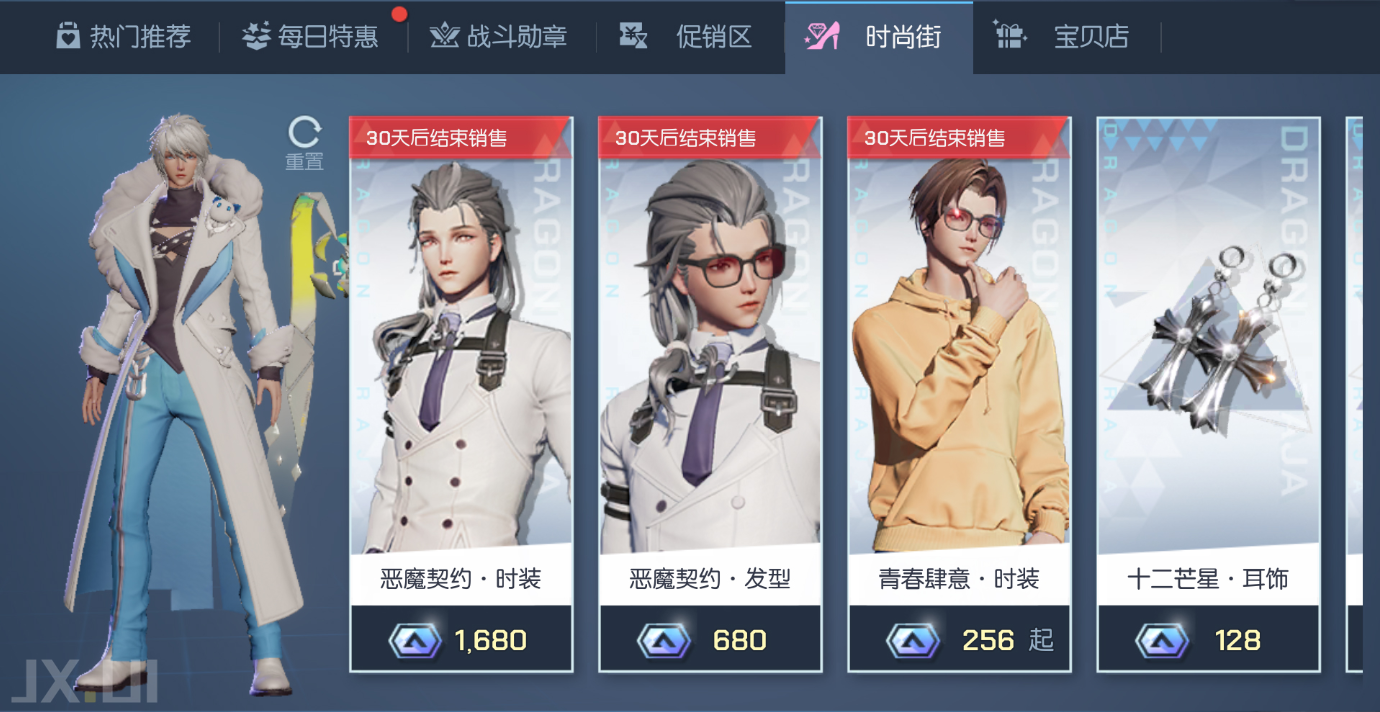 热门推荐
每日特惠
战斗勋章
促销区
时尚街
宝贝店
重置
30天后结束销售
恶魔契约·时装
1,680
30天后结束销售
恶魔契约·发型
680
30天后结束销售
青春肆意·时装
256 起
DRAGON
十二芒星·耳饰
128
JX.UI